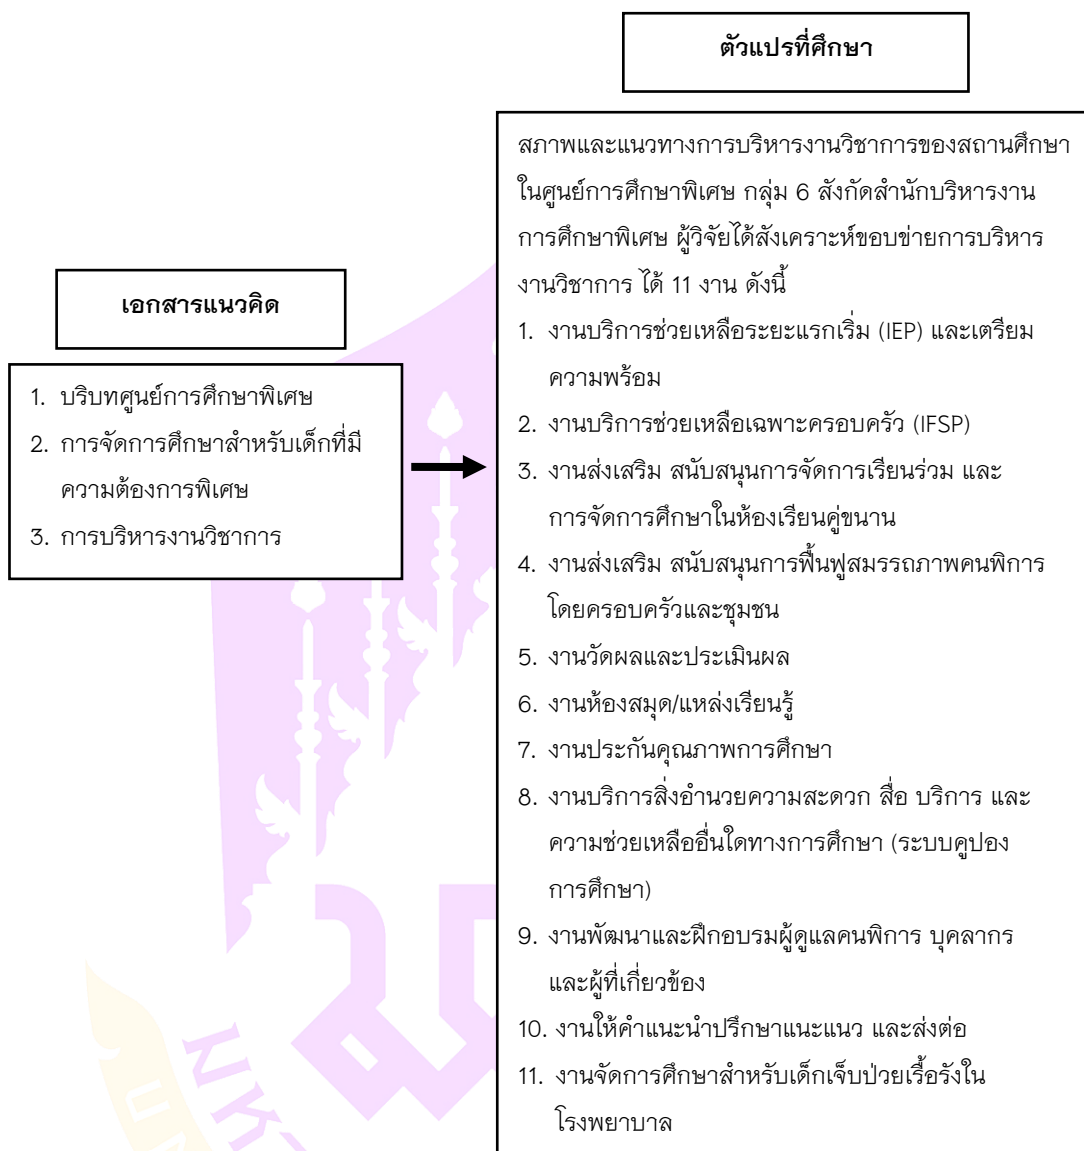 ตัวแปรที่ศึกษา
สภาพและแนวทางการบริหารงานวิชาการของสถานศึกษา
ในศูนย์การศึกษาพิเศษ กลุ่ม 6 สังกัดสำนักบริหารงาน
การศึกษาพิเศษ ผู้วิจัยได้สังเคราะห์ขอบข่ายการบริหาร
งานวิชาการ ได้ 11 งาน ดังนี้
1. งานบริการช่วยเหลือระยะแรกเริ่ม (IEP) และเตรียม
ความพร้อม
2. งานบริการช่วยเหลือเฉพาะครอบครัว (IFSP)
3. งานส่งเสริม สนับสนุนการจัดการเรียนร่วม และ
การจัดการศึกษาในห้องเรียนคู่ขนาน
4. งานส่งเสริม สนับสนุนการฟื้นฟูสมรรถภาพคนพิการ
โดยครอบครัวและชุมชน
5. งานวัดผลและประเมินผล
6. งานห้องสมุด/แหล่งเรียนรู้
7. งานประกันคุณภาพการศึกษา
8. งานบริการสิ่งอำนวยความสะดวก สื่อ บริการ และ
ความช่วยเหลืออื่นใดทางการศึกษา (ระบบคูปอง
การศึกษา)
9. งานพัฒนาและฝึกอบรมผู้ดูแลคนพิการ บุคลากร
และผู้ที่เกี่ยวข้อง
10. งานให้คำแนะนำปรึกษาแนะแนว และส่งต่อ
11. งานจัดการศึกษาสำหรับเด็กเจ็บป่วยเรื้อรังใน
โรงพยาบาล
เอกสารแนวคิด
1. บริบทศูนย์การศึกษาพิเศษ
2. การจัดการศึกษาสำหรับเด็กที่มี
ความต้องการพิเศษ
3. การบริหารงานวิชาการ